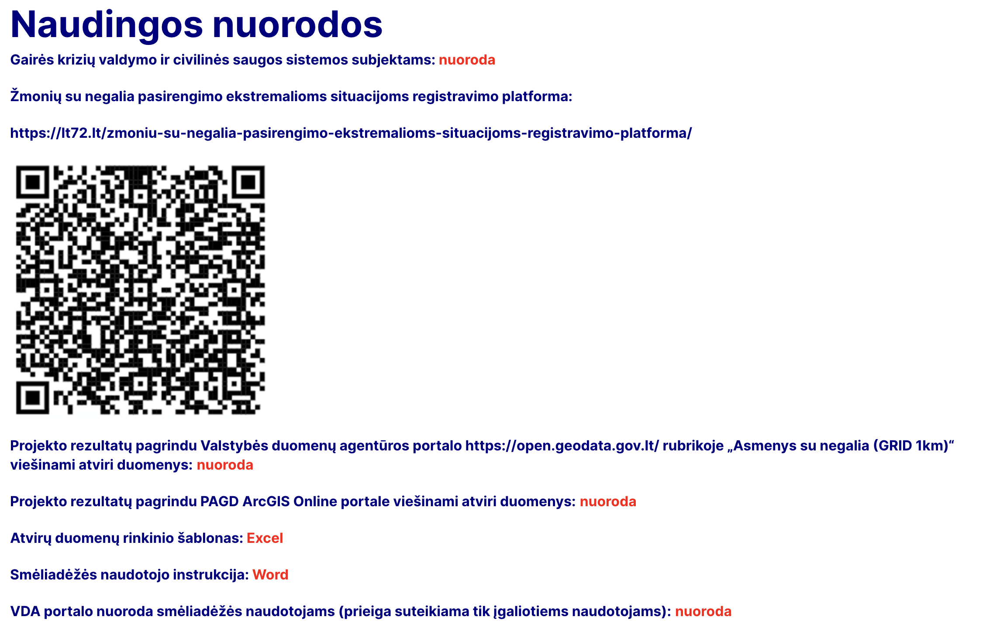 Naudingos nuorodos
Gairės krizių valdymo ir civilinės saugos sistemos subjektams: nuoroda
Žmonių su negalia pasirengimo ekstremalioms situacijoms registravimo platforma:
https://lt72.lt/zmoniu-su-negalia-pasirengimo-ekstremalioms-situacijoms-registravimo-platforma/
Projekto rezultatų pagrindu Valstybės duomenų agentūros portalo https://open.geodata.gov.lt/ rubrikoje „Asmenys su negalia (GRID 1km)“
viešinami atviri duomenys: nuoroda
Projekto rezultatų pagrindu PAGD ArcGIS Online portale viešinami atviri duomenys: nuoroda
Atvirų duomenų rinkinio šablonas: Excel
Smėliadėžės naudotojo instrukcija: Word
VDA portalo nuoroda smėliadėžės naudotojams (prieiga suteikiama tik įgaliotiems naudotojams): nuoroda